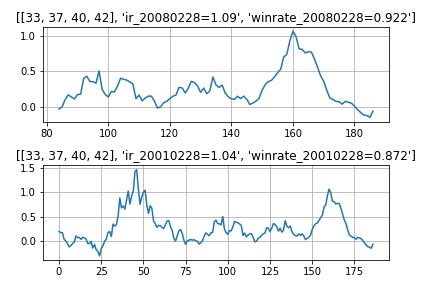 [[33, 37, 40, 42], 'ir_20080228=1.09', 'winrate_20080228=0.922']
1.0
0.5
0.0
80 100 120 140 160 180
[[33, 37, 40, 42], 'ir_20010228=1.04', 'winrate_20010228=0.872']
1.5
1.0
0.5
0.0
0 25 50 75 100 125 150 175